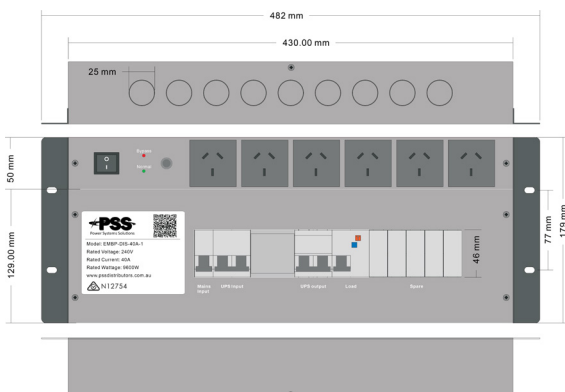 482 mm
430.00 mm
25 mm
50 mm
129.00 mm
77 mm
179 mm
46 mm
O
I
Bypass
Normal
PSS
Power Systems Solutions
Model: EMBP-DIS-40A-1
Rated Voltage: 240V
Rated Current: 40A
Rated Wattage: 9600W
www.pssdistributors.com.au
N12754
Mains
input
UPS input
UPS output
Load
Spare